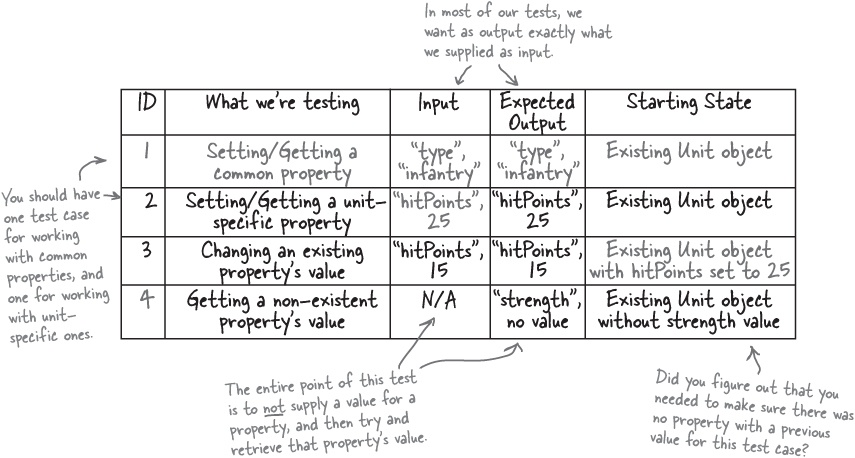 In most of our tests, we
want as output exactly what
we supplied as input.
ID What we're testing Input Expected Output Starting State
1 Setting/Getting a common property "type", "infantry" "type", "infantry" Existing Unit object
2 Setting/Getting a unit-specific property "hitPoints", 25 "hitPoints", 25 Existing Unit object
3 Changing an existing property's value "hitPoints", 15 "hitPoints", 15 Existing Unit object with hitPoints set to 25
4 Getting a non-existent property's value N/A "strength", no value Existing Unit object without strength value
You should have
one test case
for working
with common
properties, and
one for working
with unit-
specific ones.
The entire point of this test
is to not supply a value for a
property, and then try and
retrieve that property's value.
Did you figure out that you
needed to make sure there was
no property with a previous
value for this test case?